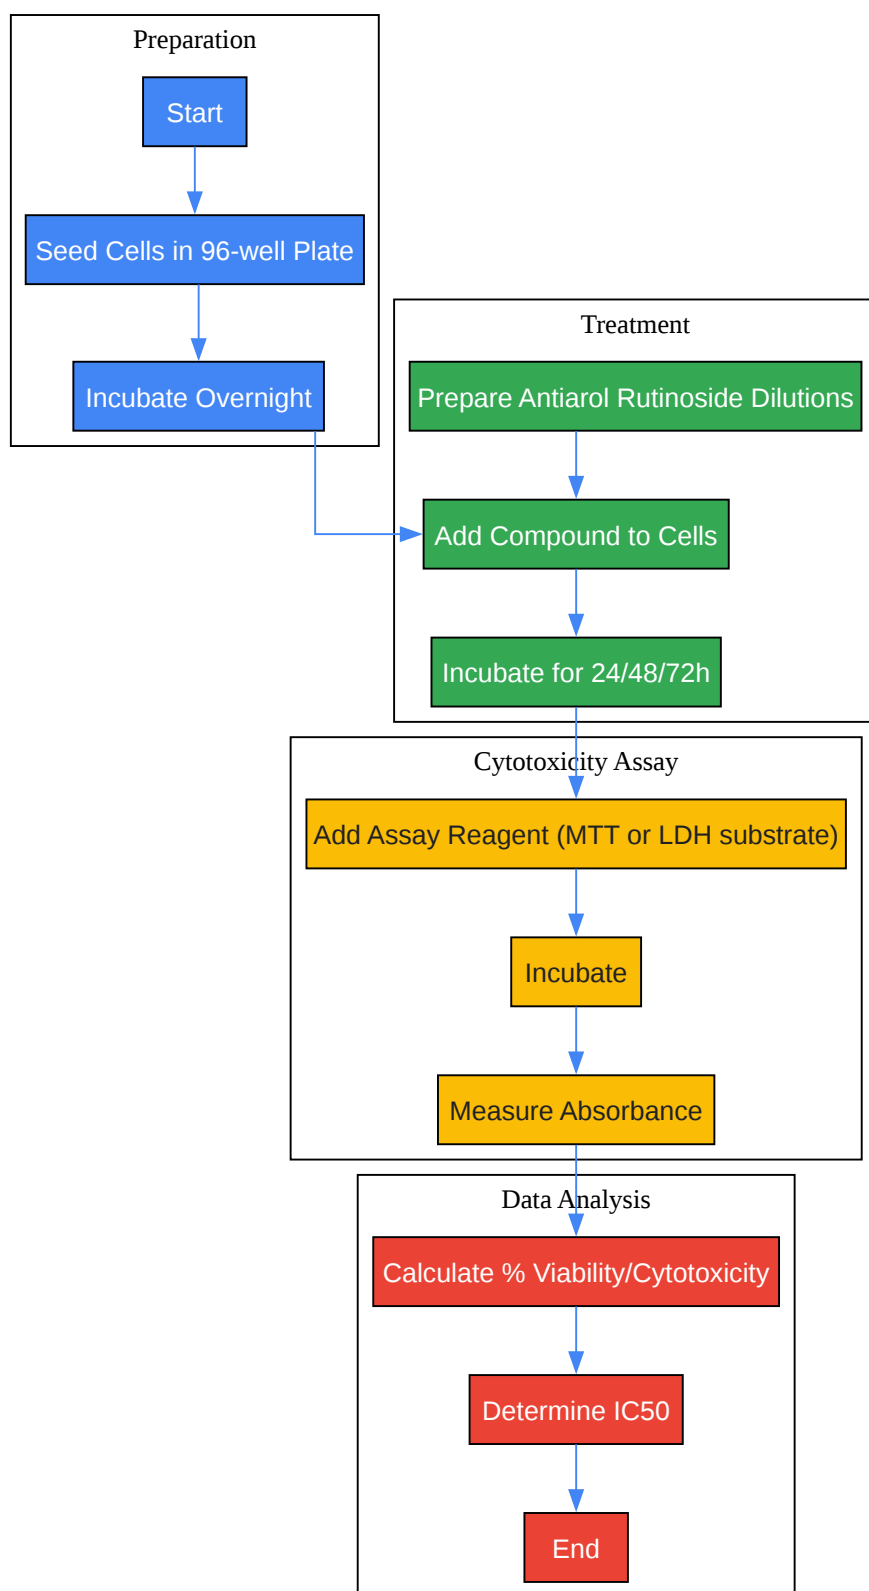 Preparation
Start
Seed Cells in 96-well Plate
Incubate Overnight
Treatment
Prepare Antiarol Rutinoside Dilutions
Add Compound to Cells
Incubate for 24/48/72h
Cytotoxicity Assay
Add Assay Reagent (MTT or LDH substrate)
Incubate
Measure Absorbance
Data Analysis
Calculate % Viability/Cytotoxicity
Determine IC50
End